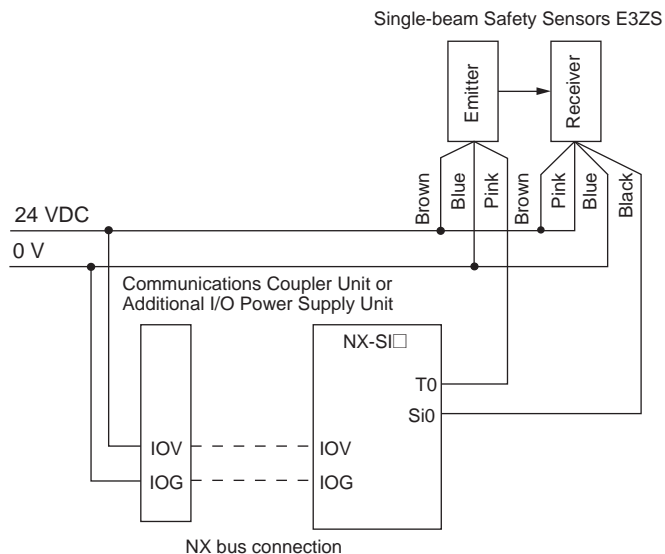 Single-beam Safety Sensors E3ZS
Emitter
Receiver
Brown
Blue
Pink
Brown
Pink
Blue
Black
24 VDC
0 V
Communications Coupler Unit or
Additional I/O Power Supply Unit
NX-SI□
T0
Si0
IOV
IOV
IOG
IOG
NX bus connection